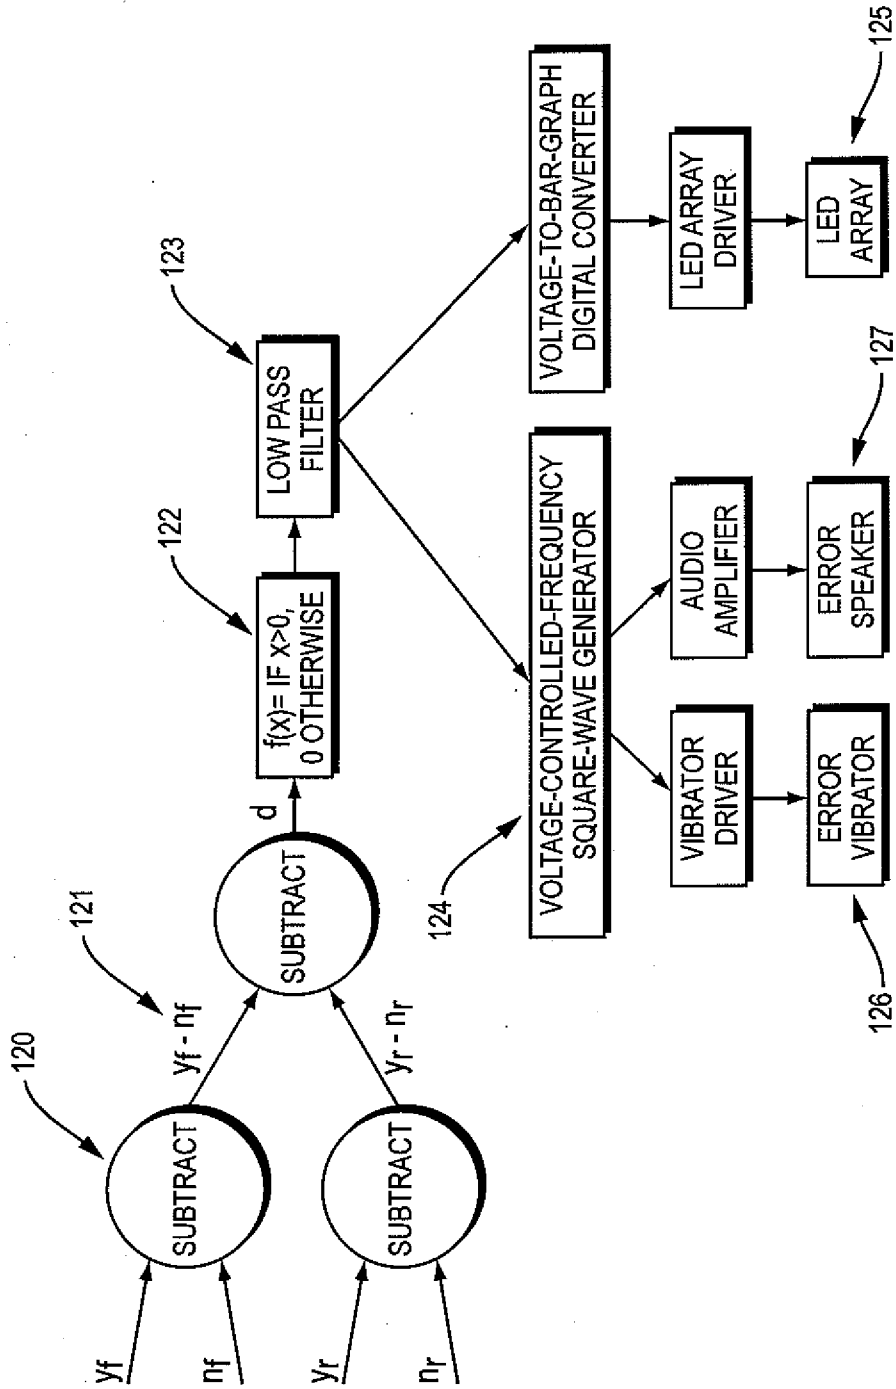 120
121
122
123
yf
nf
SUBTRACT
yr
nr
SUBTRACT
yf - nf
yr - nr
SUBTRACT
d
f(x)= IF x>0,
0 OTHERWISE
LOW PASS
FILTER
124
VOLTAGE-CONTROLLED-FREQUENCY
SQUARE-WAVE GENERATOR
VOLTAGE-TO-BAR-GRAPH
DIGITAL CONVERTER
VIBRATOR
DRIVER
AUDIO
AMPLIFIER
LED ARRAY
DRIVER
ERROR
VIBRATOR
ERROR
SPEAKER
LED
ARRAY
126
127
125